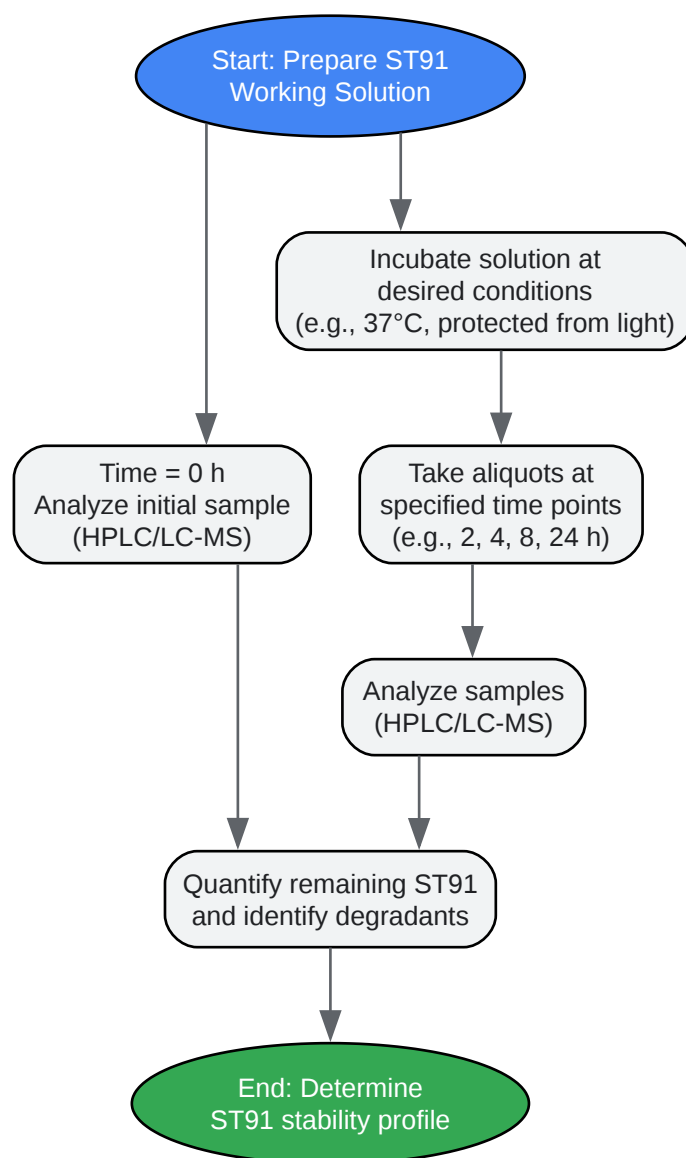 Start: Prepare ST91
Working Solution
Incubate solution at
desired conditions
(e.g., 37°C, protected from light)
Time = 0 h
Analyze initial sample
(HPLC/LC-MS)
Take aliquots at
specified time points
(e.g., 2, 4, 8, 24 h)
Analyze samples
(HPLC/LC-MS)
Quantify remaining ST91
and identify degradants
End: Determine
ST91 stability profile